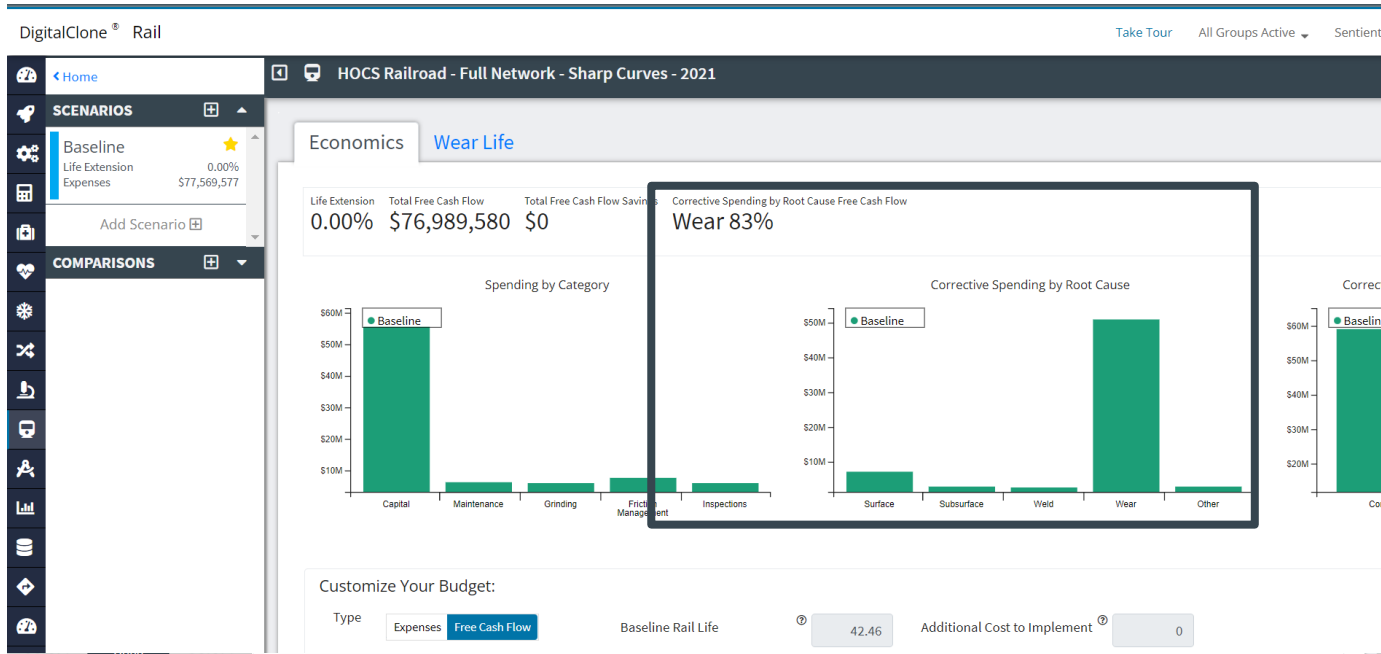 DigitalClone ® Rail
Take Tour All Groups Active Sentient
Home
HOCS Railroad - Full Network - Sharp Curves - 2021
SCENARIOS
Baseline
Life Extension 0.00%
Expenses $77,569,577
Add Scenario
COMPARISONS
Economics Wear Life
Life Extension Total Free Cash Flow Total Free Cash Flow Savings Corrective Spending by Root Cause Free Cash Flow
0.00% $76,989,580 $0 Wear 83%
Spending by Category
Baseline
$60M
$50M
$40M
$30M
$20M
$10M
Capital Maintenance Grinding Friction Management Inspections
Corrective Spending by Root Cause
Baseline
$50M
$40M
$30M
$20M
$10M
Surface Subsurface Weld Wear Other
Correc
Baselin
$60M
$50M
$40M
$30M
$20M
Co
Customize Your Budget:
Type Expenses Free Cash Flow Baseline Rail Life 42.46 Additional Cost to Implement 0